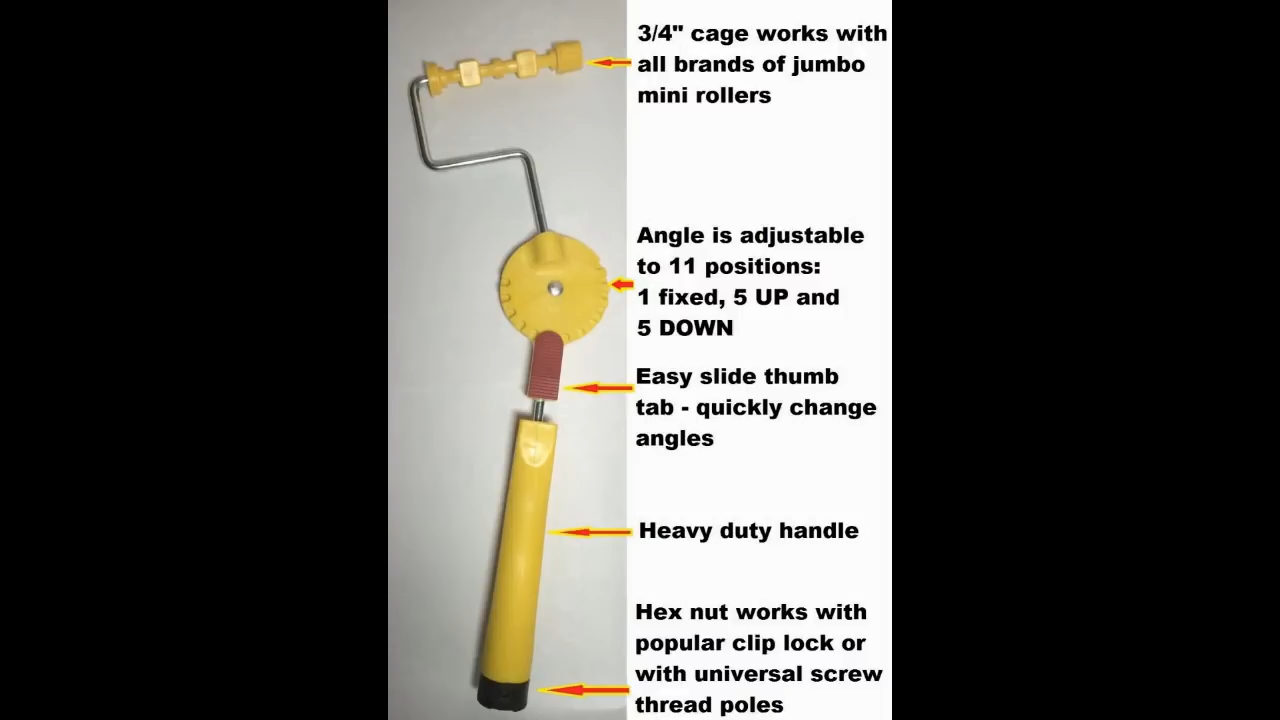 3/4" cage works with
all brands of jumbo
mini rollers
Angle is adjustable
to 11 positions:
1 fixed, 5 UP and
5 DOWN
Easy slide thumb
tab - quickly change
angles
Heavy duty handle
Hex nut works with
popular clip lock or
with universal screw
thread poles